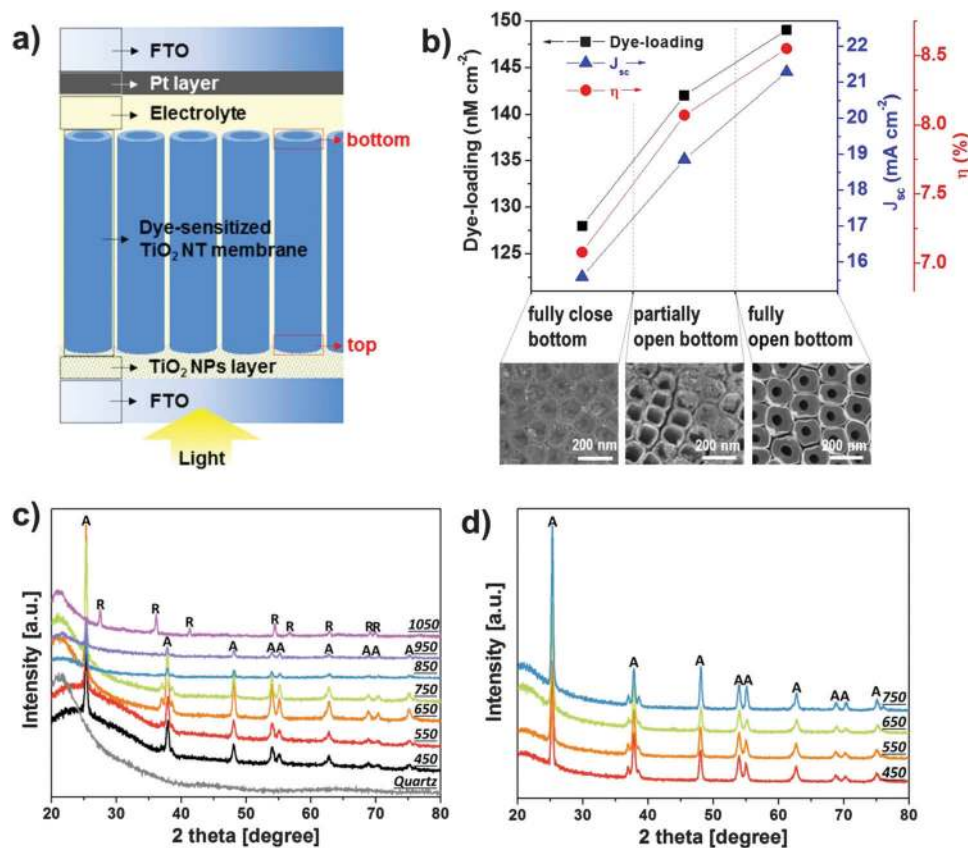 a)
FTO
Pt layer
Electrolyte
bottom
Dye-sensitized
TiO₂ NT membrane
top
TiO₂ NPs layer
FTO
Light
b)
Dye-loading (nM cm⁻²)
150
145
140
135
130
125
Dye-loading
J_sc
η
22
21
20
19
18
17
16
J_sc (mA cm⁻²)
8.5
8.0
7.5
7.0
η (%)
fully close
bottom
partially
open bottom
fully
open bottom
200 nm
200 nm
200 nm
c)
Intensity [a.u.]
A
R
R
R
R
R
R
RR
1050
A
A
AA
A
AA
A
950
850
750
650
550
450
Quartz
20 30 40 50 60 70 80
2 theta [degree]
d)
Intensity [a.u.]
A
A
A
AA
A
AA
A
750
650
550
450
20 30 40 50 60 70 80
2 theta [degree]